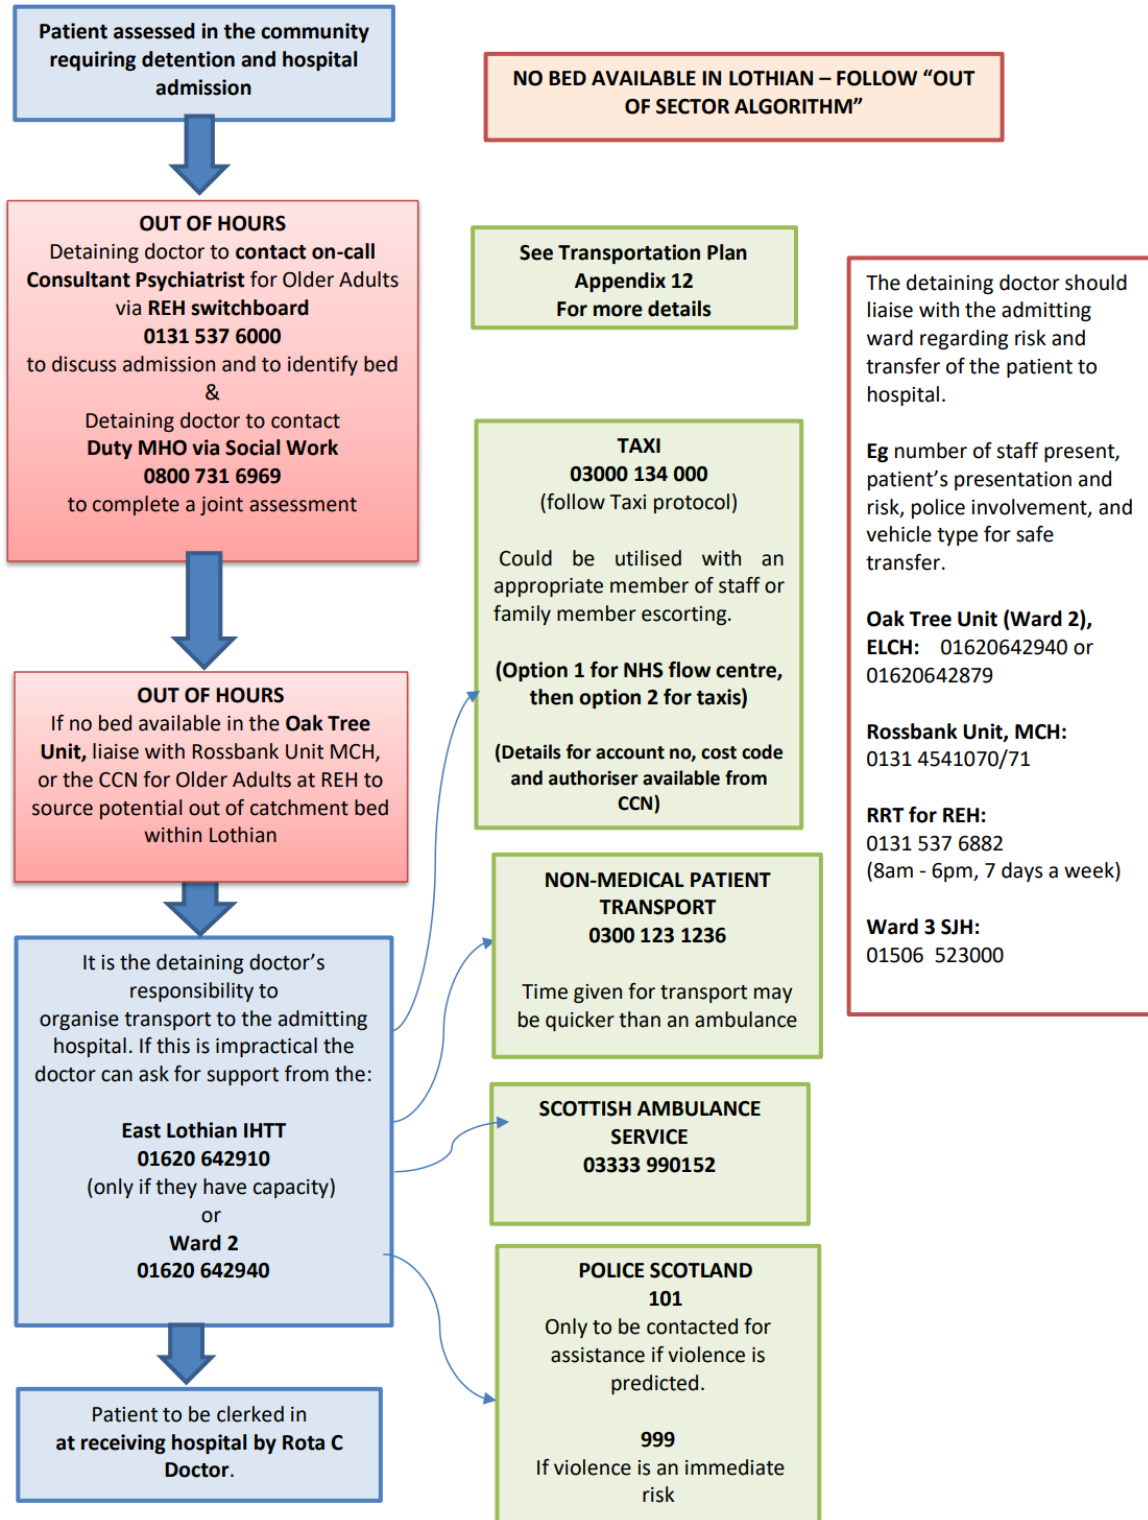 Patient assessed in the community
requiring detention and hospital
admission
NO BED AVAILABLE IN LOTHIAN – FOLLOW “OUT
OF SECTOR ALGORITHM”
OUT OF HOURS
Detaining doctor to contact on-call
Consultant Psychiatrist for Older Adults
via REH switchboard
0131 537 6000
to discuss admission and to identify bed
&
Detaining doctor to contact
Duty MHO via Social Work
0800 731 6969
to complete a joint assessment
See Transportation Plan
Appendix 12
For more details
The detaining doctor should
liaise with the admitting
ward regarding risk and
transfer of the patient to
hospital.
Eg number of staff present,
patient’s presentation and
risk, police involvement, and
vehicle type for safe
transfer.
Oak Tree Unit (Ward 2),
ELCH: 01620642940 or
01620642879
Rossbank Unit, MCH:
0131 4541070/71
RRT for REH:
0131 537 6882
(8am - 6pm, 7 days a week)
Ward 3 SJH:
01506 523000
TAXI
03000 134 000
(follow Taxi protocol)
Could be utilised with an
appropriate member of staff or
family member escorting.
(Option 1 for NHS flow centre,
then option 2 for taxis)
(Details for account no, cost code
and authoriser available from
CCN)
OUT OF HOURS
If no bed available in the Oak Tree
Unit, liaise with Rossbank Unit MCH,
or the CCN for Older Adults at REH to
source potential out of catchment bed
within Lothian
NON-MEDICAL PATIENT
TRANSPORT
0300 123 1236
Time given for transport may
be quicker than an ambulance
It is the detaining doctor’s
responsibility to
organise transport to the admitting
hospital. If this is impractical the
doctor can ask for support from the:
East Lothian IHTT
01620 642910
(only if they have capacity)
or
Ward 2
01620 642940
SCOTTISH AMBULANCE
SERVICE
03333 990152
POLICE SCOTLAND
101
Only to be contacted for
assistance if violence is
predicted.
999
If violence is an immediate
risk
Patient to be clerked in
at receiving hospital by Rota C
Doctor.